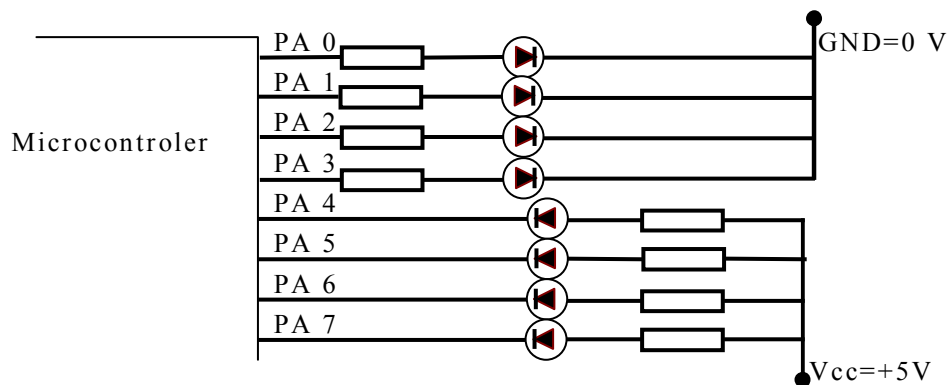 PA 0
GND=0 V
PA 1
PA 2
Microcontroler
PA 3
PA 4
PA 5
PA 6
PA 7
Vcc=+5V